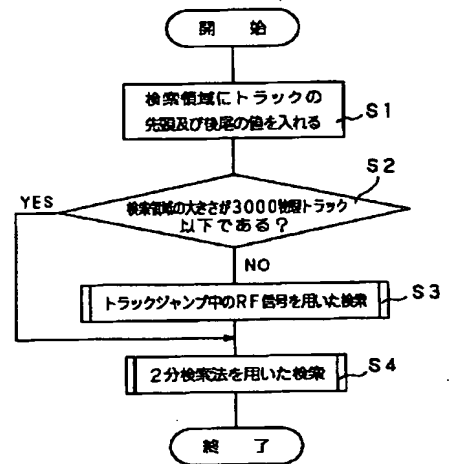 開 始
検索領域にトラックの
先頭及び後尾の値を入れる
S1
S2
検索領域の大きさが3000物理トラック
以下である?
YES
NO
トラックジャンプ中のRF信号を用いた検索
S3
2分検索法を用いた検索
S4
終 了